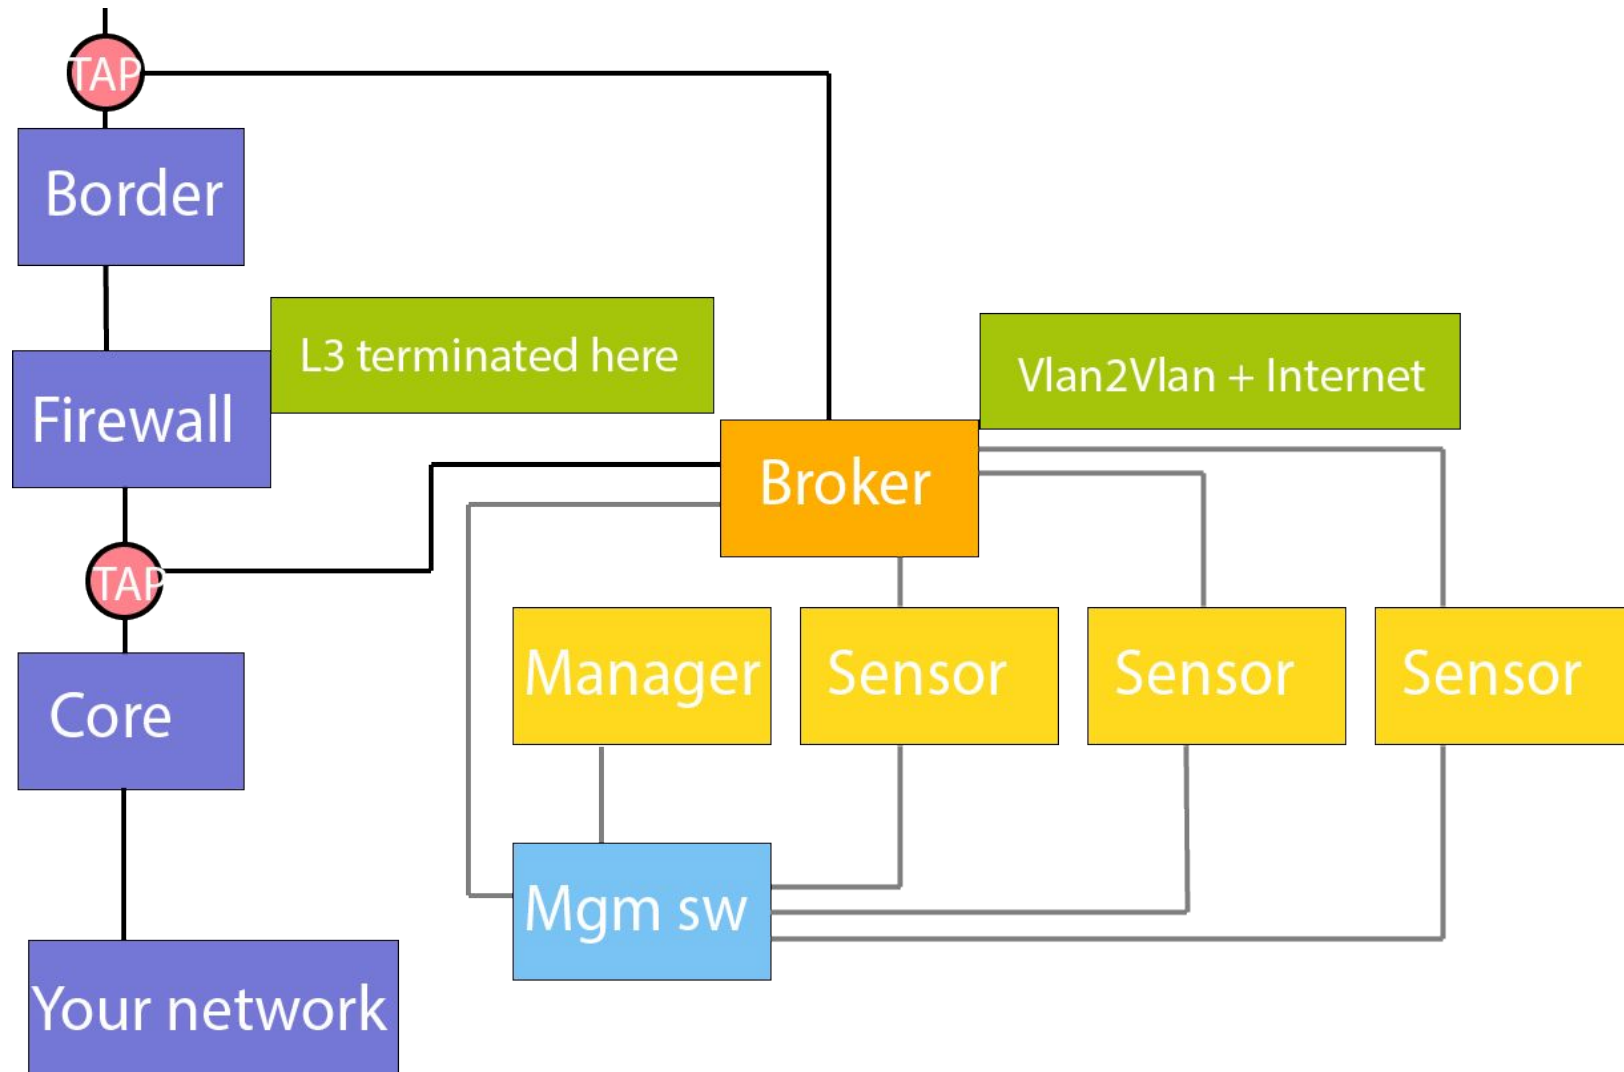 TAP
Border
L3 terminated here
Vlan2Vlan + Internet
Firewall
Broker
TAP
Manager
Sensor
Sensor
Sensor
Core
Mgm sw
Your network